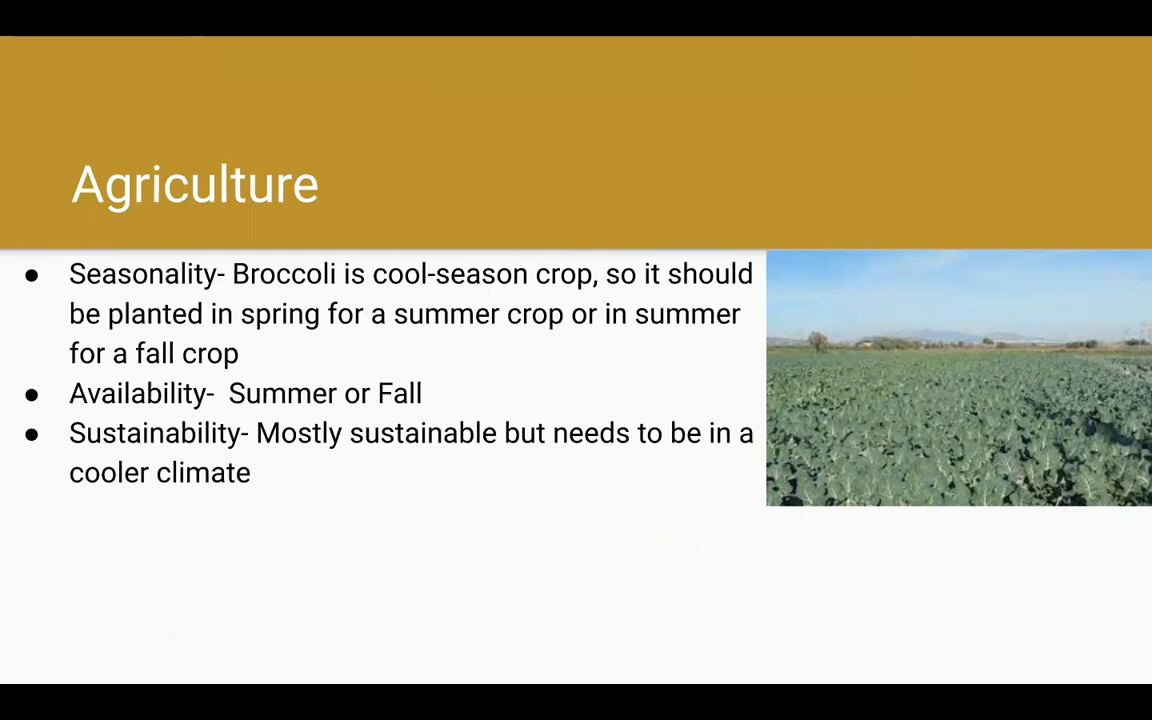 Agriculture
● Seasonality- Broccoli is cool-season crop, so it should
be planted in spring for a summer crop or in summer
for a fall crop
● Availability-  Summer or Fall
● Sustainability- Mostly sustainable but needs to be in a
cooler climate